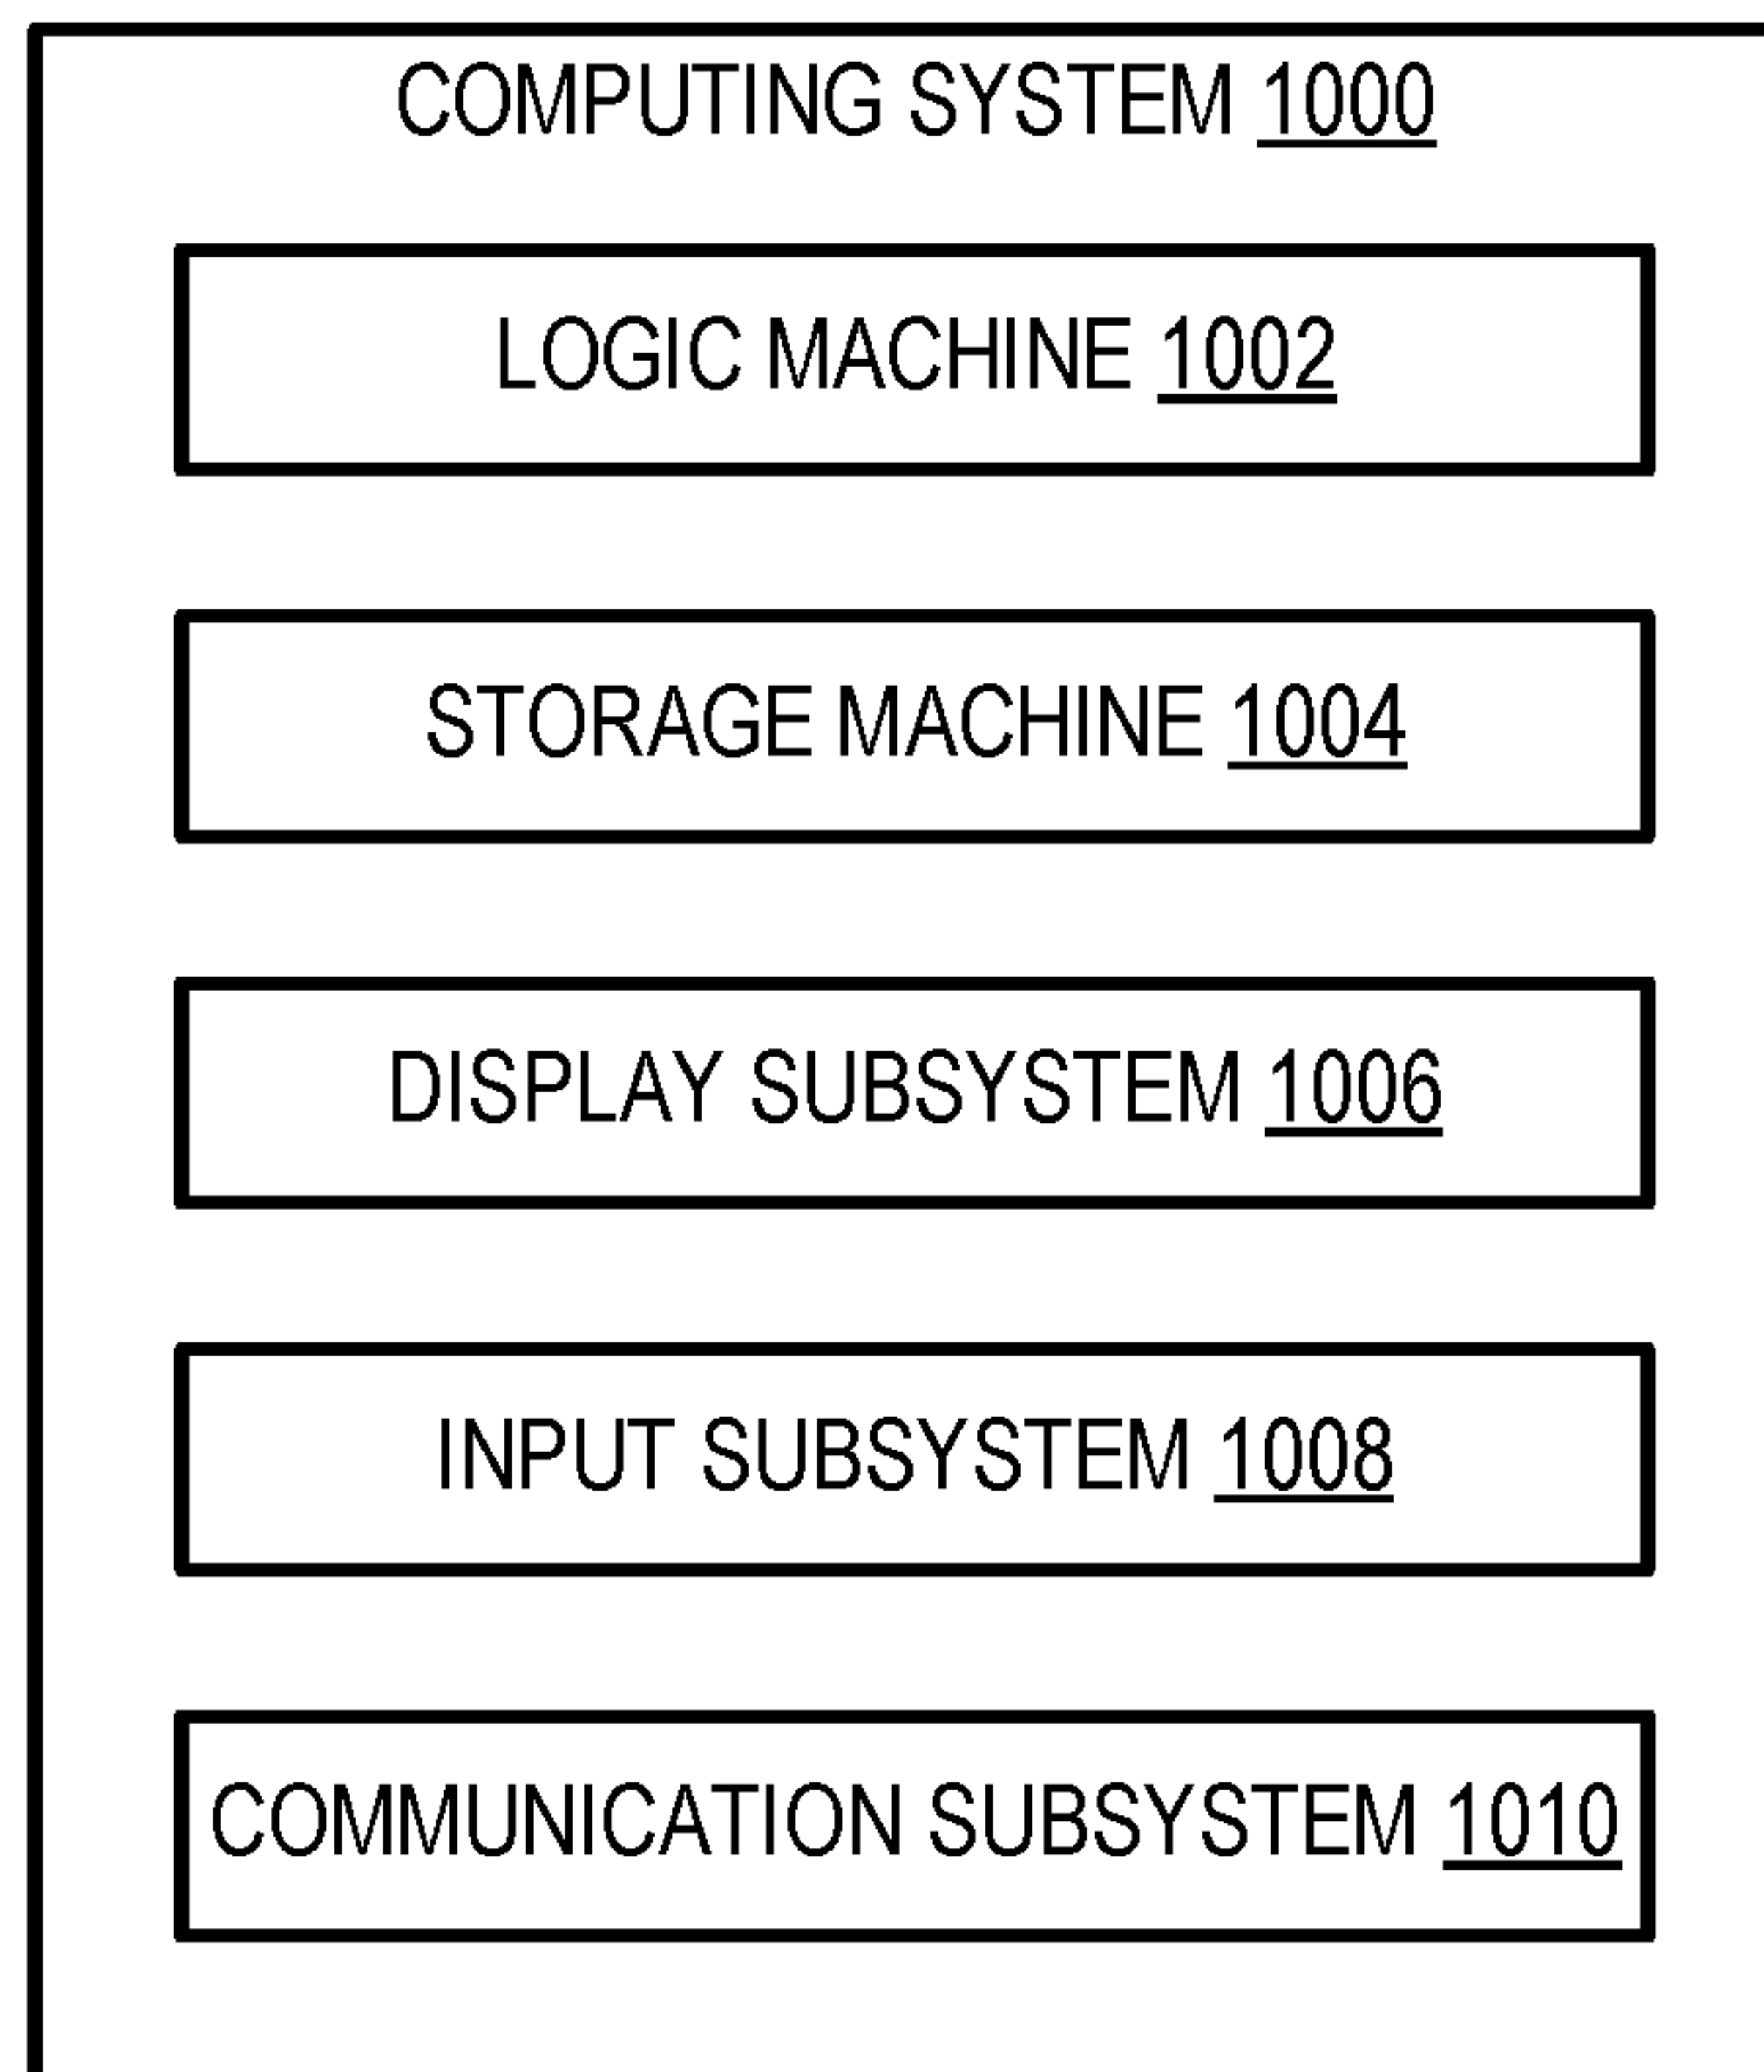 COMPUTING SYSTEM 1000
LOGIC MACHINE 1002
STORAGE MACHINE 1004
DISPLAY SUBSYSTEM 1006
INPUT SUBSYSTEM 1008
COMMUNICATION SUBSYSTEM 1010